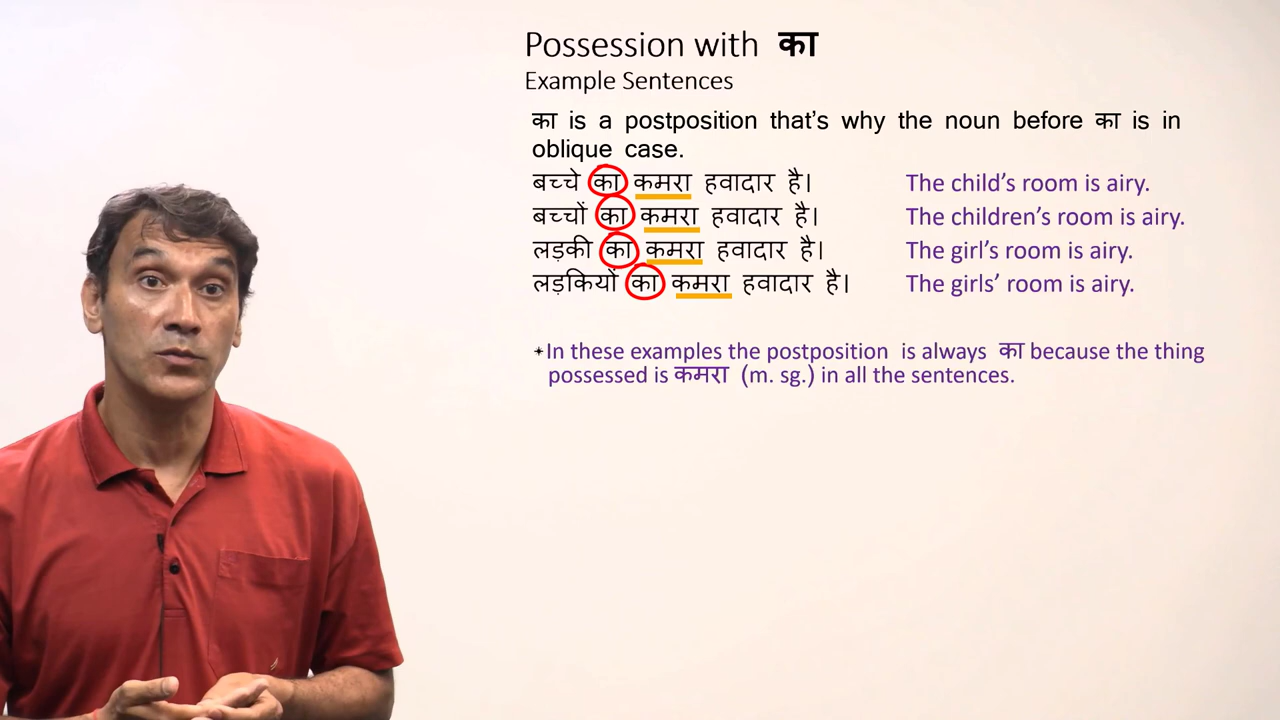 Possession with का
Example Sentences
का is a postposition that's why the noun before का is in
oblique case.
बच्चे का कमरा हवादार है। The child's room is airy.
बच्चों का कमरा हवादार है। The children's room is airy.
लड़की का कमरा हवादार है। The girl's room is airy.
लड़कियों का कमरा हवादार है। The girls' room is airy.
In these examples the postposition is always का because the thing
possessed is कमरा (m. sg.) in all the sentences.